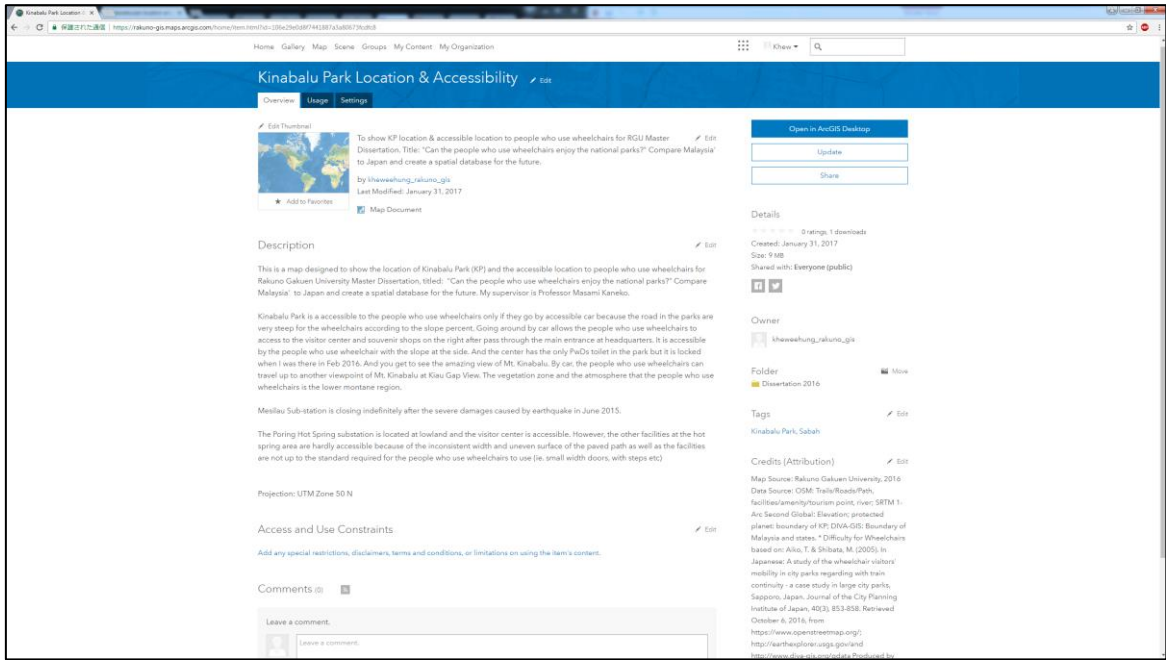 Kinabalu Park Location &
保護された通信 | https://rakuno-gis.maps.arcgis.com/home/item.html?id=
Home Gallery Map Scene Groups My Content My Organization
Khew
Kinabalu Park Location & Accessibility Edit
Overview Usage Settings
Edit Thumbnail
To show KP location & accessible location to people who use wheelchairs for RGU Master
Dissertation. Title: "Can the people who use wheelchairs enjoy the national parks?" Compare Malaysia'
to Japan and create a spatial database for the future.
Edit
by kheweehung_rakuno_gis
Last Modified: January 31, 2017
Add to Favorites
Map Document
Description
Edit
This is a map designed to show the location of Kinabalu Park (KP) and the accessible location to people who use wheelchairs for
Rakuno Gakuen University Master Dissertation, titled: "Can the people who use wheelchairs enjoy the national parks?" Compare
Malaysia' to Japan and create a spatial database for the future. My supervisor is Professor Masami Kaneko.
Kinabalu Park is a accessible to the people who use wheelchairs only if they go by accessible car because the road in the parks are
very steep for the wheelchairs according to the slope percent. Going around by car allows the people who use wheelchairs to
access to the visitor center and souvenir shops on the right after pass through the main entrance at headquarters. It is accessible
by the people who use wheelchair with the slope at the side. And the center has the only PwDs toilet in the park but it is locked
when I was there in Feb 2016. And you get to see the amazing view of Mt. Kinabalu. By car, the people who use wheelchairs can
travel up to another viewpoint of Mt. Kinabalu at Kiau Gap View. The vegetation zone and the atmosphere that the people who use
wheelchairs is the lower montane region.
Mesilau Sub-station is closing indefinitely after the severe damages caused by earthquake in June 2015.
The Poring Hot Spring substation is located at lowland and the visitor center is accessible. However, the other facilities at the hot
spring area are hardly accessible because of the inconsistent width and uneven surface of the paved path as well as the facilities
are not up to the standard required for the people who use wheelchairs to use (ie. small width doors, with steps etc)
Projection: UTM Zone 50 N
Access and Use Constraints
Edit
Add any special restrictions, disclaimers, terms and conditions, or limitations on using the item's content.
Comments (0)
Leave a comment.
Leave a comment.
Open in ArcGIS Desktop
Update
Share
Details
0 ratings, 1 downloads
Created: January 31, 2017
Size: 9 MB
Shared with: Everyone (public)
Owner
kheweehung_rakuno_gis
Folder Move
Dissertation 2016
Tags Edit
Kinabalu Park, Sabah
Credits (Attribution) Edit
Map Source: Rakuno Gakuen University, 2016
Data Source: OSM: Trails/Roads/Path,
facilities/amenity/tourism point, river; SRTM 1-
Arc Second Global: Elevation; protected
planet: boundary of KP; DIVA-GIS: Boundary of
Malaysia and states. * Difficulty for Wheelchairs
based on: Aiko, T. & Shibata, M. (2005). In
Japanese: A study of the wheelchair visitors'
mobility in city parks regarding with train
continuity - a case study in large city parks,
Sapporo, Japan. Journal of the City Planning
Institute of Japan, 40(3), 853-858. Retrieved
October 6, 2016, from
https://www.openstreetmap.org/;
http://earthexplorer.usgs.gov/and
http://www.diva-gis.org/gdata Produced by